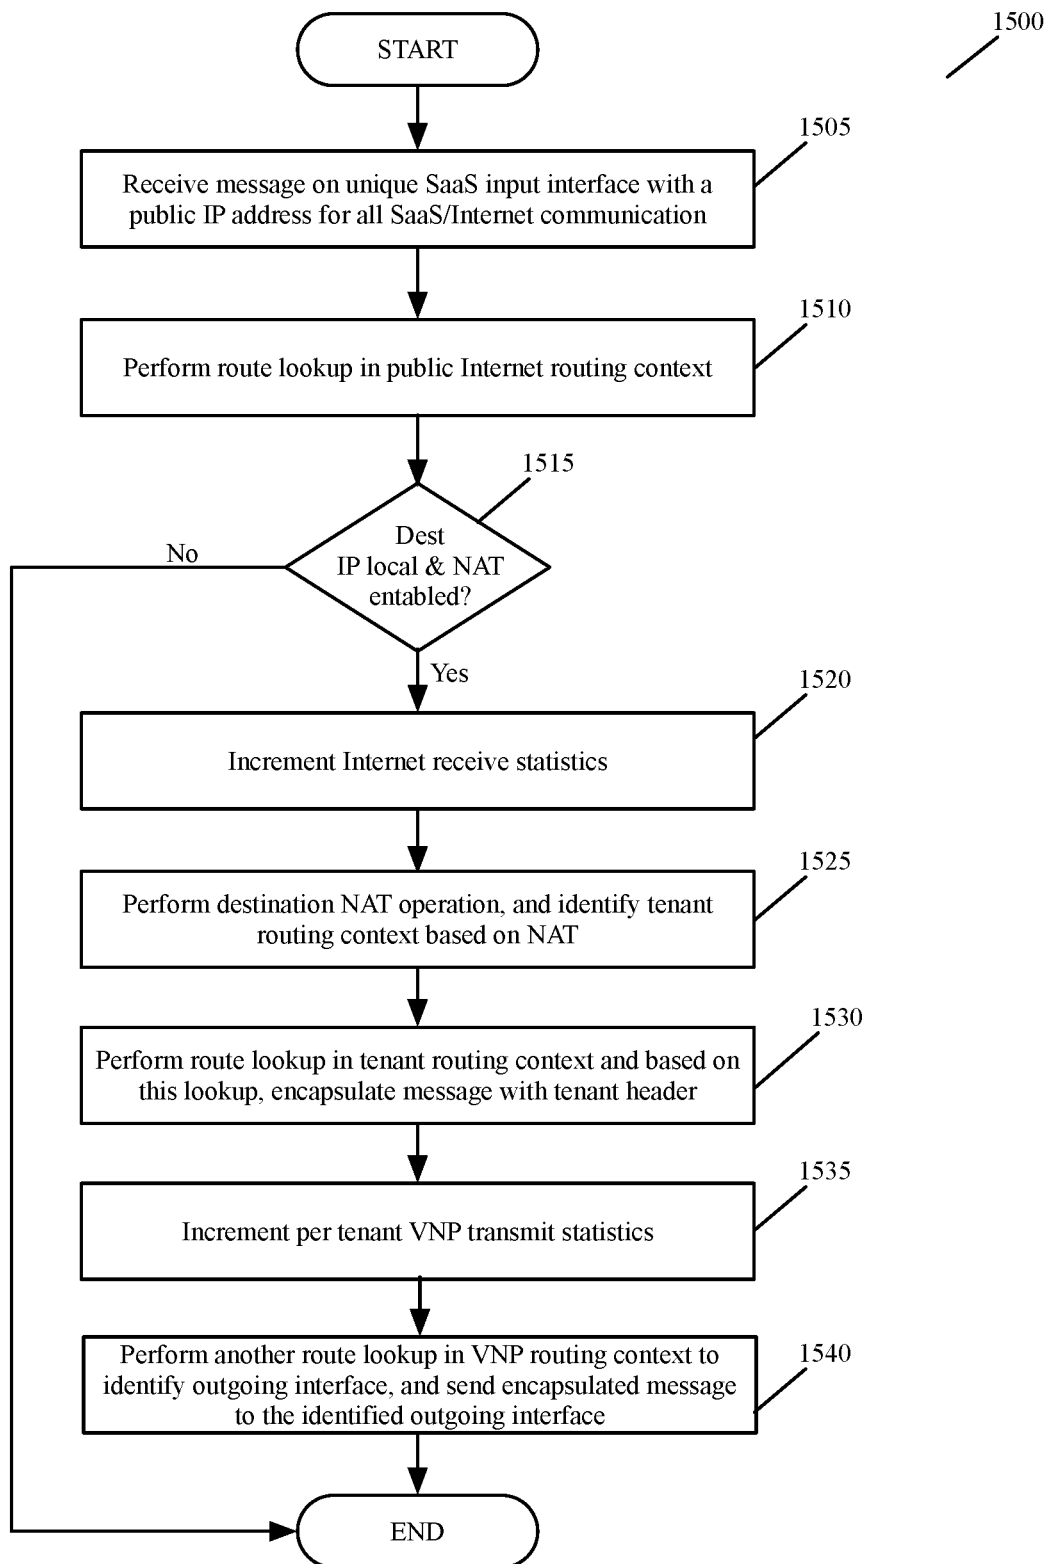 START
1500
1505
Receive message on unique SaaS input interface with a
public IP address for all SaaS/Internet communication
1510
Perform route lookup in public Internet routing context
1515
Dest
IP local & NAT
entabled?
No
Yes
1520
Increment Internet receive statistics
1525
Perform destination NAT operation, and identify tenant
routing context based on NAT
1530
Perform route lookup in tenant routing context and based on
this lookup, encapsulate message with tenant header
1535
Increment per tenant VNP transmit statistics
1540
Perform another route lookup in VNP routing context to
identify outgoing interface, and send encapsulated message
to the identified outgoing interface
END